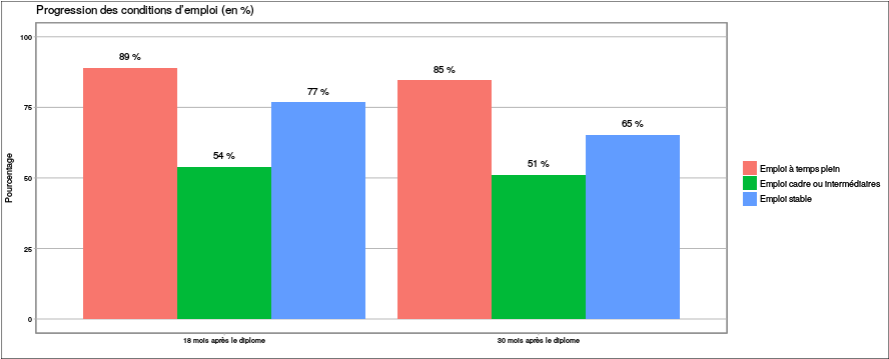 Progression des conditions d'emploi (en %)
Pourcentage
100
75
50
25
0
89 %
54 %
77 %
85 %
51 %
65 %
18 mois après le diplome
30 mois après le diplome
Emploi à temps plein
Emploi cadre ou intermédiaires
Emploi stable